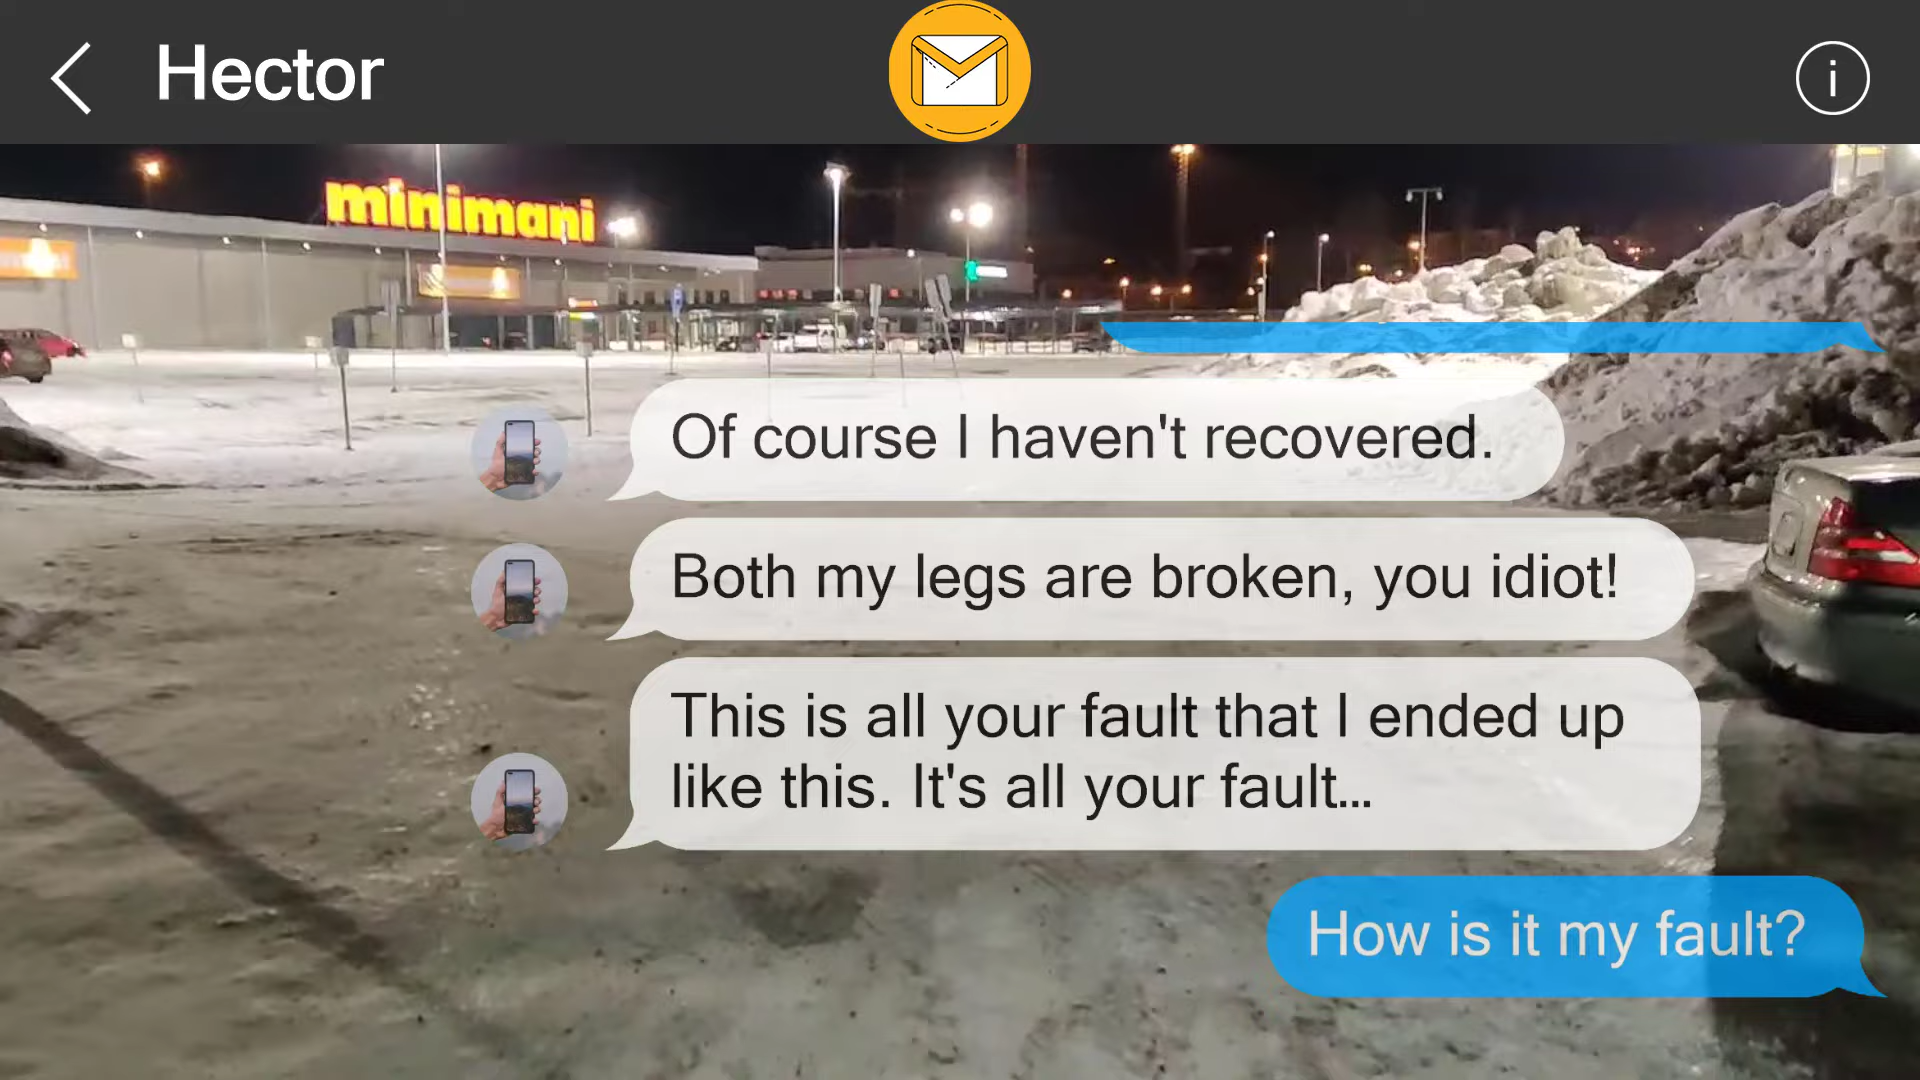 Hector
i
minimani
Of course I haven't recovered.
Both my legs are broken, you idiot!
This is all your fault that I ended up
like this. It's all your fault...
How is it my fault?